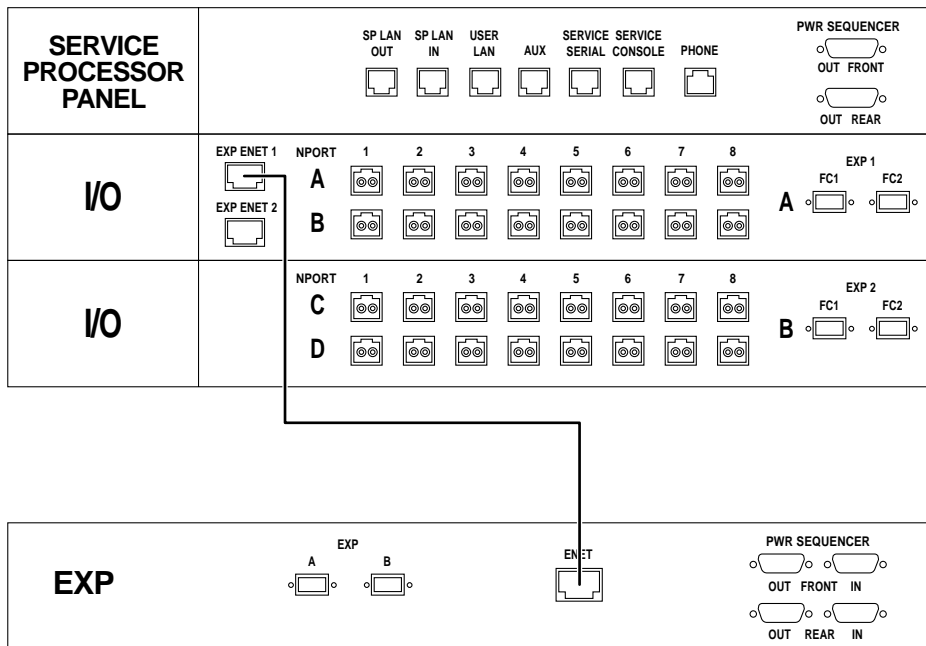 SERVICE
PROCESSOR
PANEL
SP LAN OUT
SP LAN IN
USER LAN
AUX
SERVICE SERIAL
SERVICE CONSOLE
PHONE
PWR SEQUENCER
OUT FRONT
OUT REAR
I/O
EXP ENET 1
EXP ENET 2
NPORT 1 2 3 4 5 6 7 8
A
B
EXP 1
A FC1 FC2
I/O
NPORT 1 2 3 4 5 6 7 8
C
D
EXP 2
B FC1 FC2
EXP
EXP
A B
ENET
PWR SEQUENCER
OUT FRONT IN
OUT REAR IN